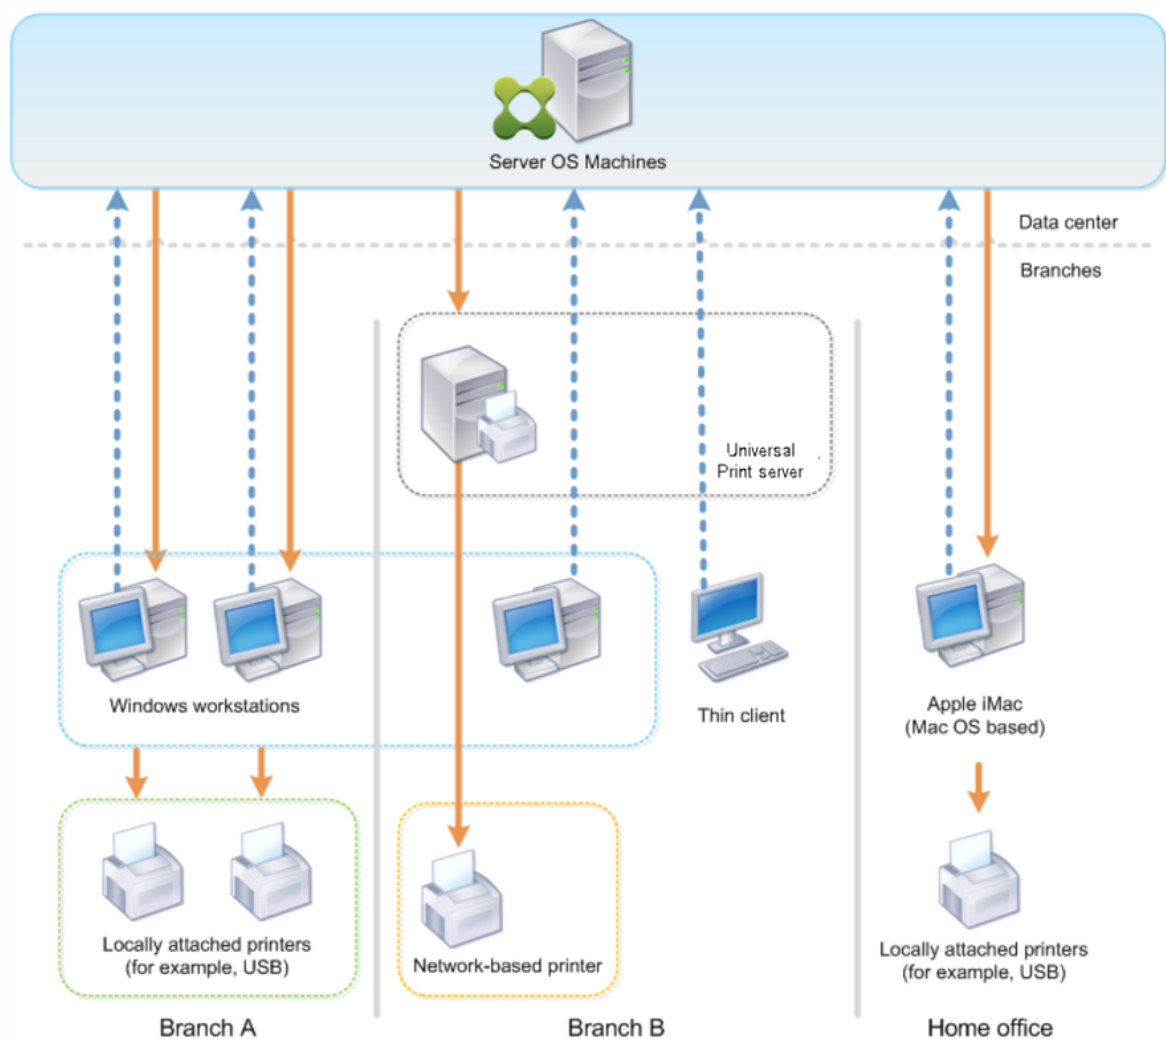 Server OS Machines
Data center
Branches
Universal
Print server
Windows workstations
Thin client
Apple iMac
(Mac OS based)
Locally attached printers
(for example, USB)
Network-based printer
Locally attached printers
(for example, USB)
Branch A
Branch B
Home office